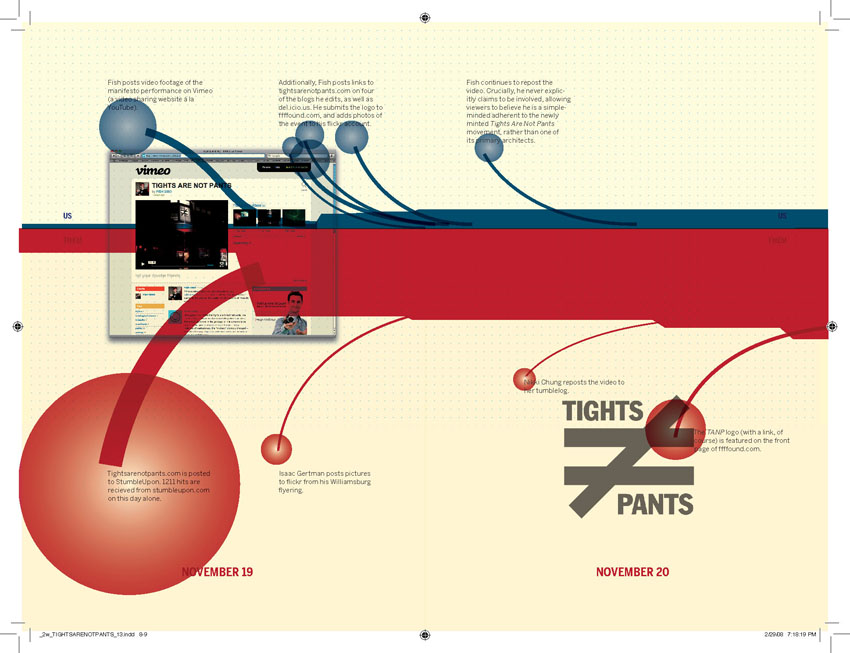 Fish posts video footage of the
manifesto performance on Vimeo
(a video sharing website à la
YouTube).
Additionally, Fish posts links to
tightsarenotpants.com on four
of the blogs he edits, as well as
del.icio.us. He submits the logo to
ffffound.com, and adds photos of
the event to his flickr account.
Fish continues to repost the
video. Crucially, he never explic-
itly claims to be involved, allowing
viewers to believe he is a simple-
minded adherent to the newly
minted Tights Are Not Pants
movement, rather than one of
its primary architects.
vimeo
TIGHTS ARE NOT PANTS
US
US
THEM
THEM
Nikki Chung reposts the video to
her tumblelog.
TIGHTS
PANTS
The TANP logo (with a link, of
course) is featured on the front
page of ffffound.com.
Tightsarenotpants.com is posted
to StumbleUpon. 1211 hits are
recieved from stumbleupon.com
on this day alone.
Isaac Gertman posts pictures
to flickr from his Williamsburg
flyering.
NOVEMBER 19
NOVEMBER 20
_2w_TIGHTSARENOTPANTS_13.indd 8-9
2/29/08 7:18:19 PM